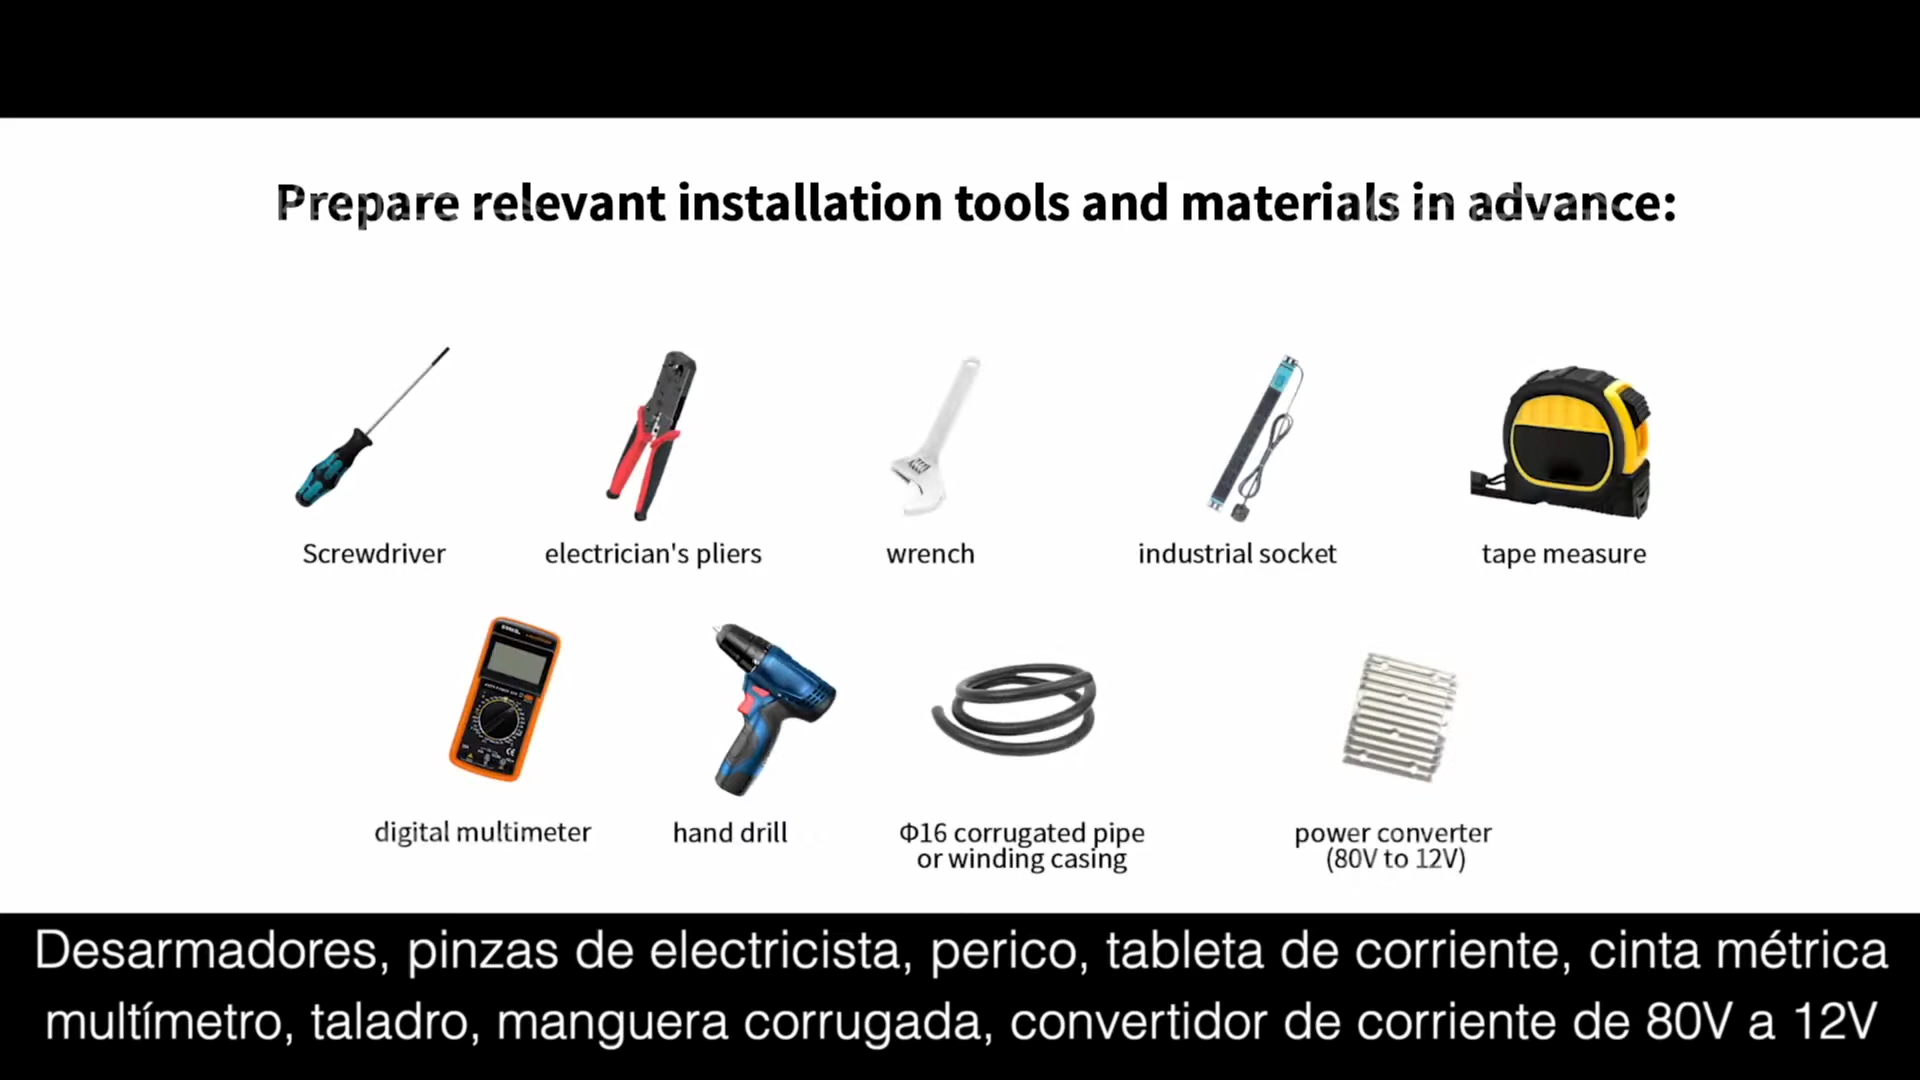 Prepare relevant installation tools and materials in advance:
Screwdriver
electrician's pliers
wrench
industrial socket
tape measure
digital multimeter
hand drill
Φ16 corrugated pipe
or winding casing
power converter
(80V to 12V)
Desarmadores, pinzas de electricista, perico, tableta de corriente, cinta métrica
multímetro, taladro, manguera corrugada, convertidor de corriente de 80V a 12V